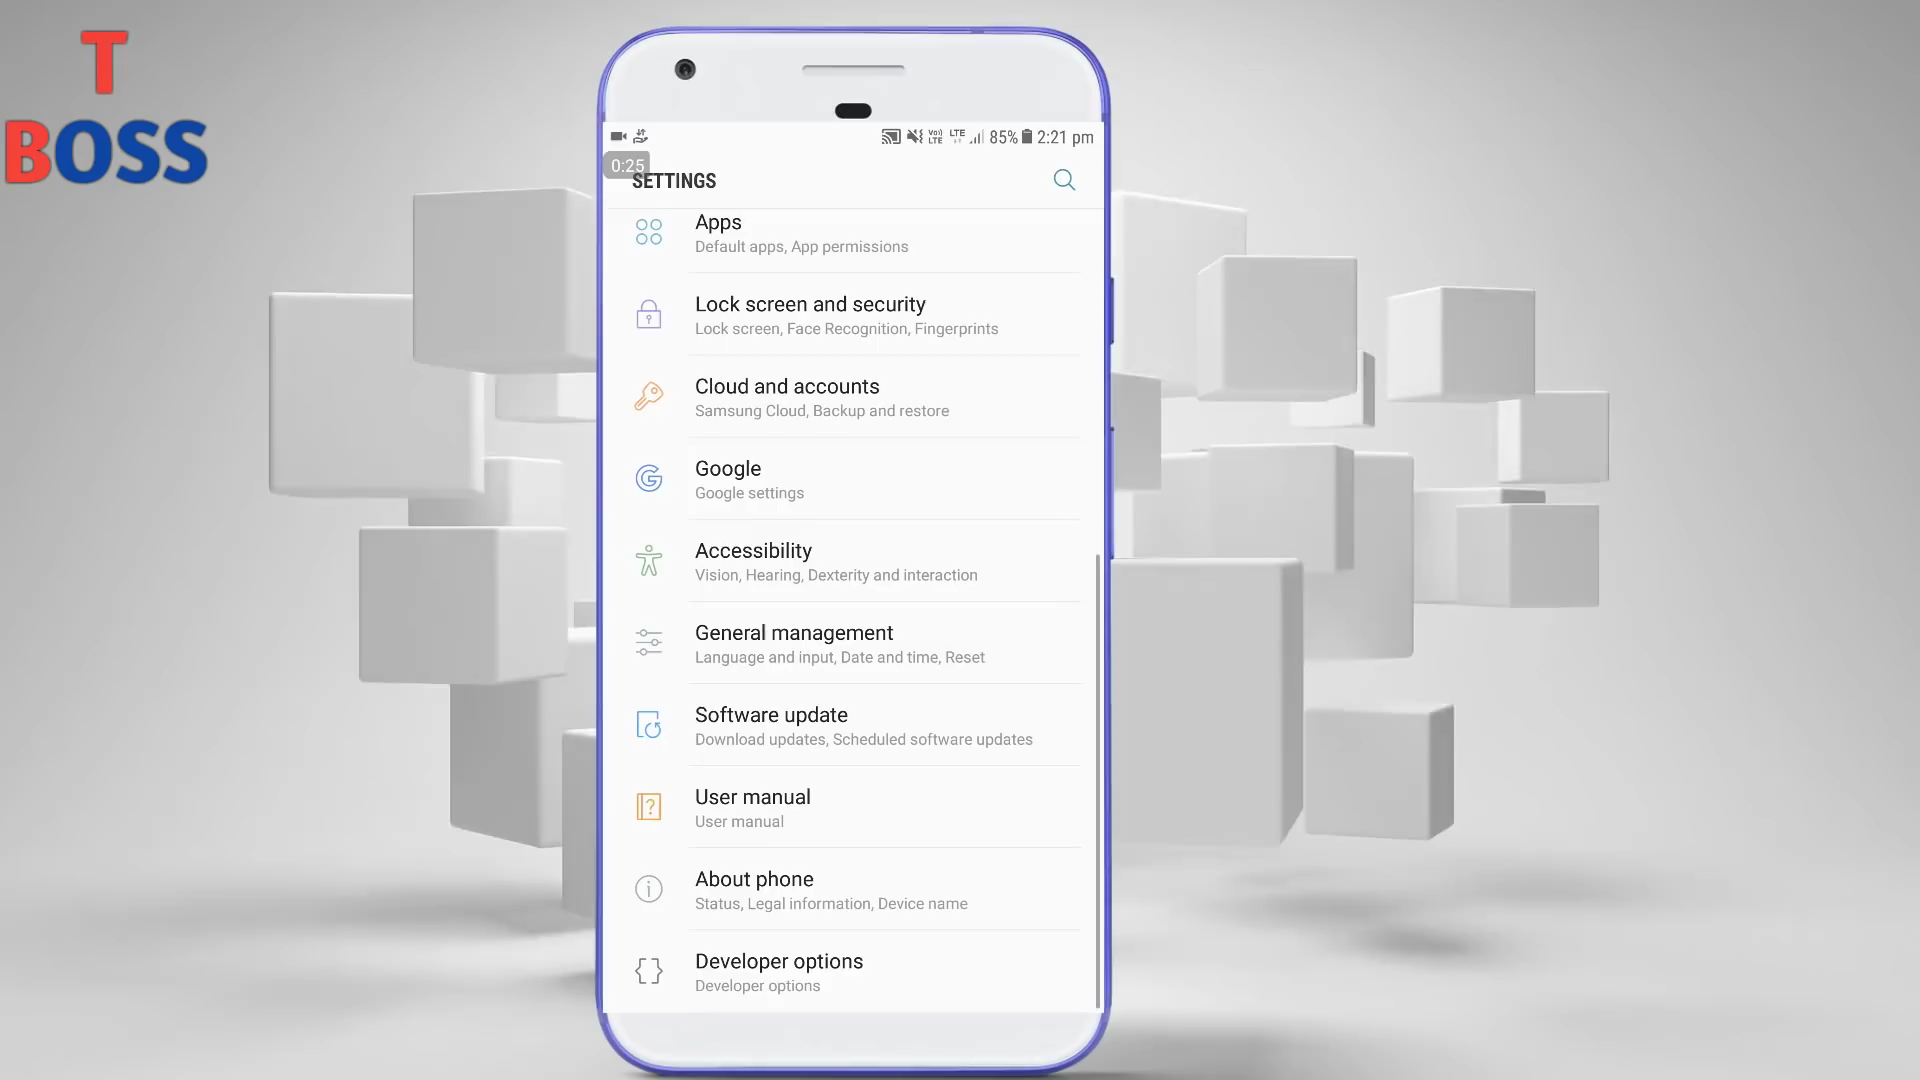 T
BOSS
VoLTE LTE 85% 2:21 pm
0:25
SETTINGS
Apps
Default apps, App permissions
Lock screen and security
Lock screen, Face Recognition, Fingerprints
Cloud and accounts
Samsung Cloud, Backup and restore
Google
Google settings
Accessibility
Vision, Hearing, Dexterity and interaction
General management
Language and input, Date and time, Reset
Software update
Download updates, Scheduled software updates
User manual
User manual
About phone
Status, Legal information, Device name
Developer options
Developer options